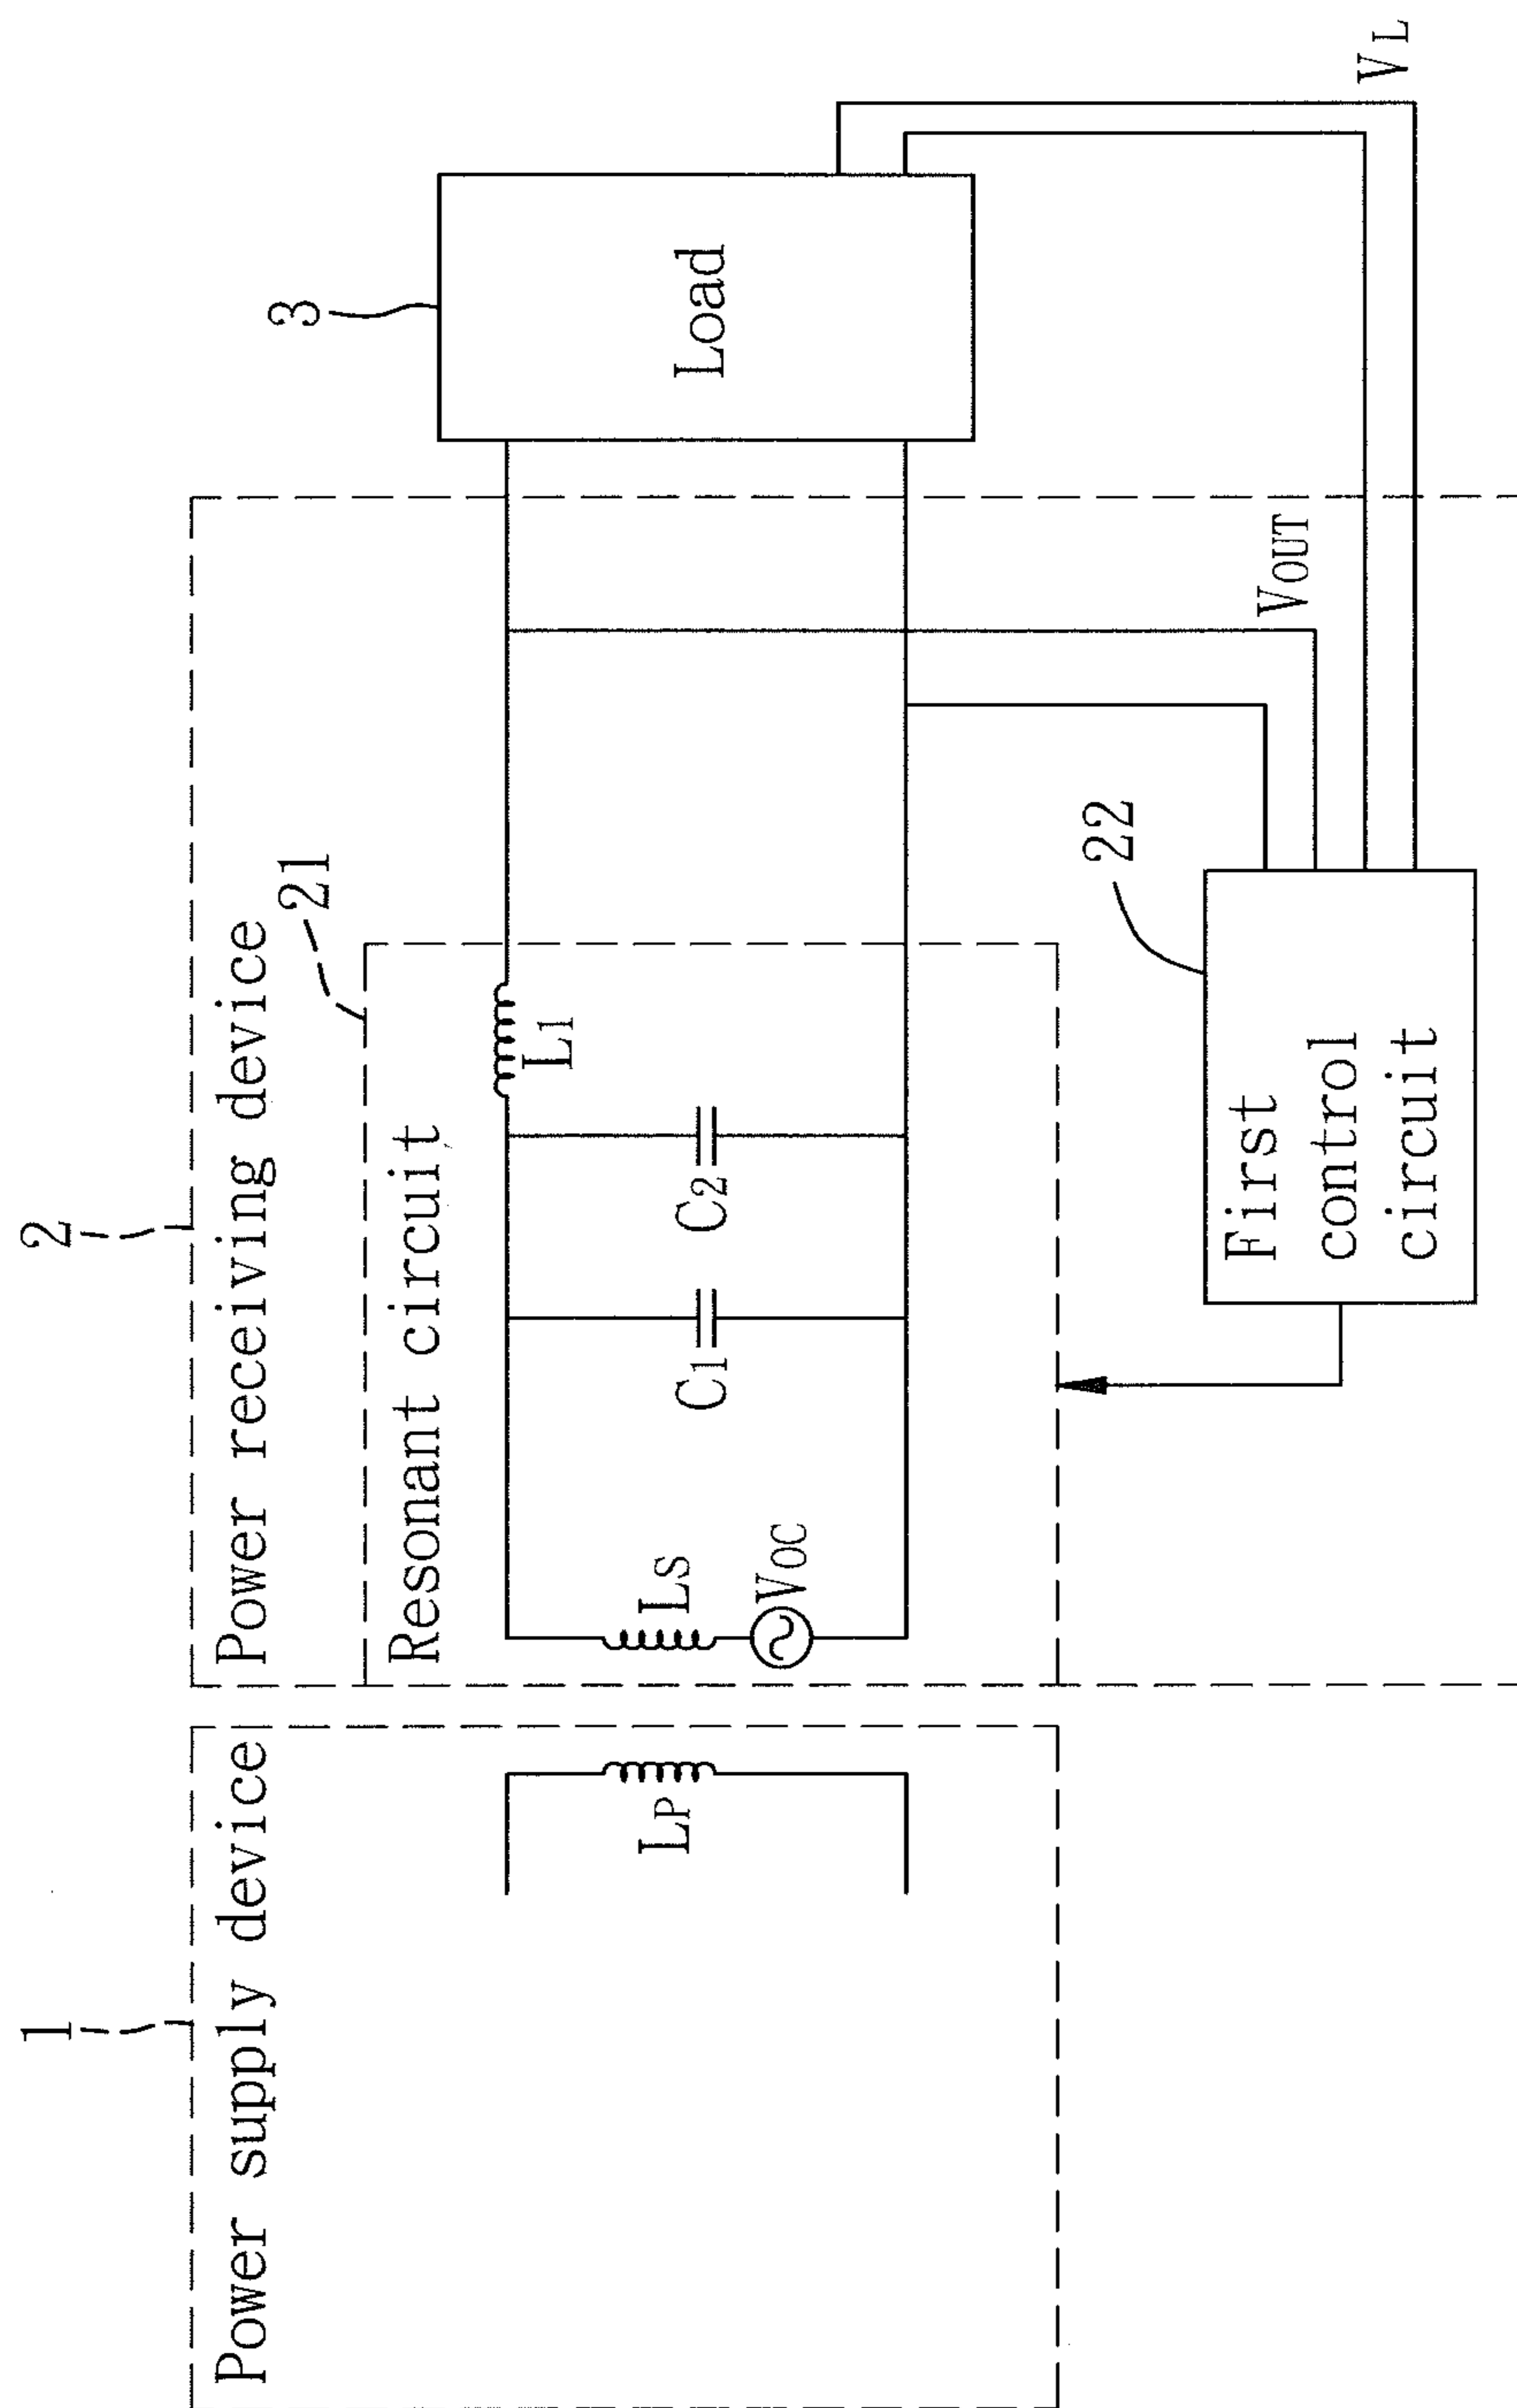 1
Power supply device
LP
2
Power receiving device
21
Resonant circuit
LS
VOC
C1
C2
L1
3
Load
22
First
control
circuit
VOUT
VL